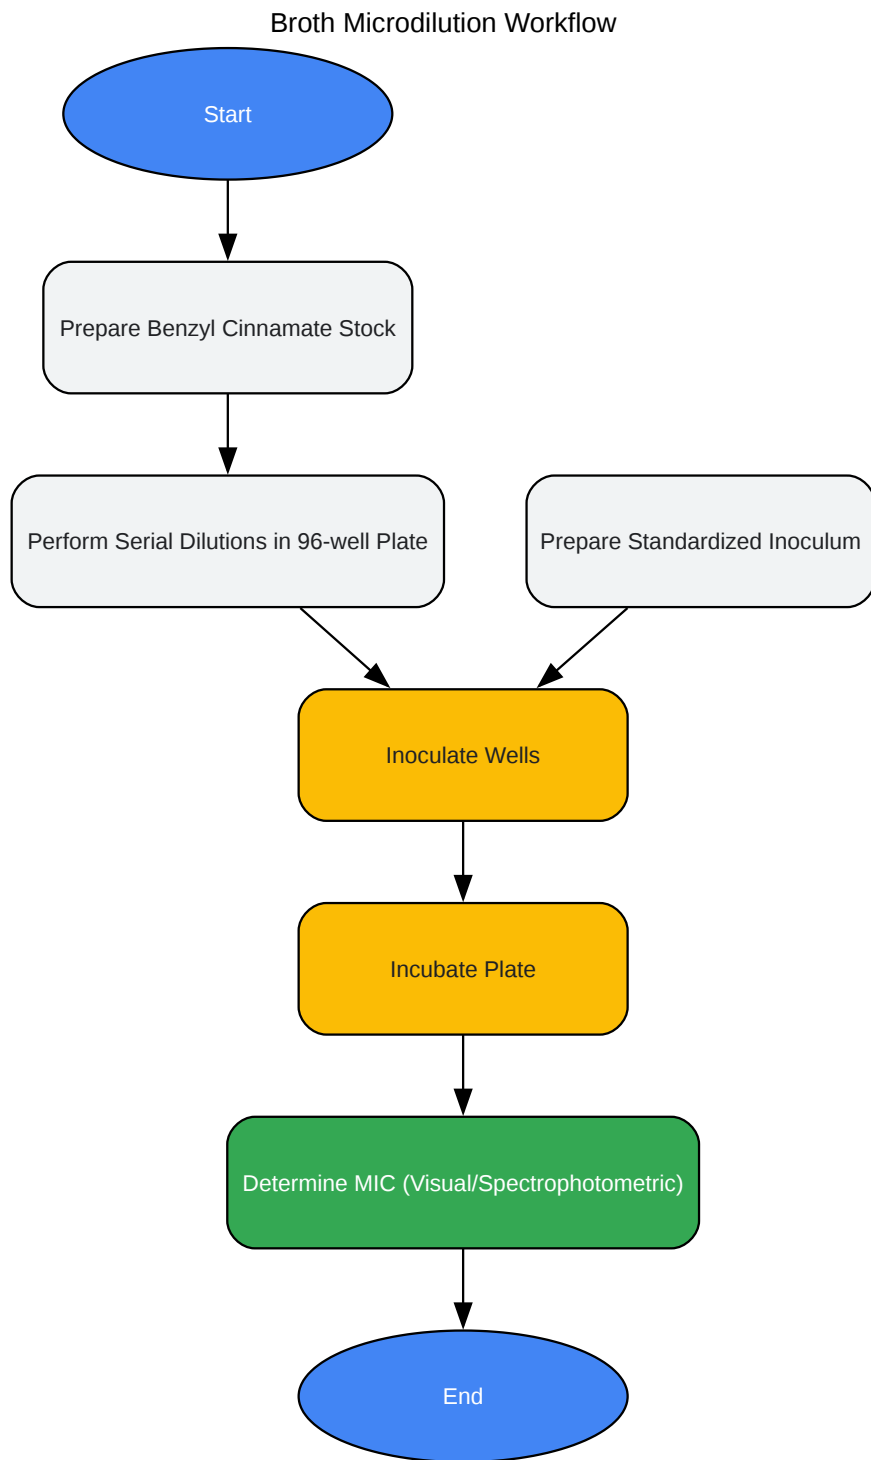 Broth Microdilution Workflow
Start
Prepare Benzyl Cinnamate Stock
Perform Serial Dilutions in 96-well Plate
Prepare Standardized Inoculum
Inoculate Wells
Incubate Plate
Determine MIC (Visual/Spectrophotometric)
End